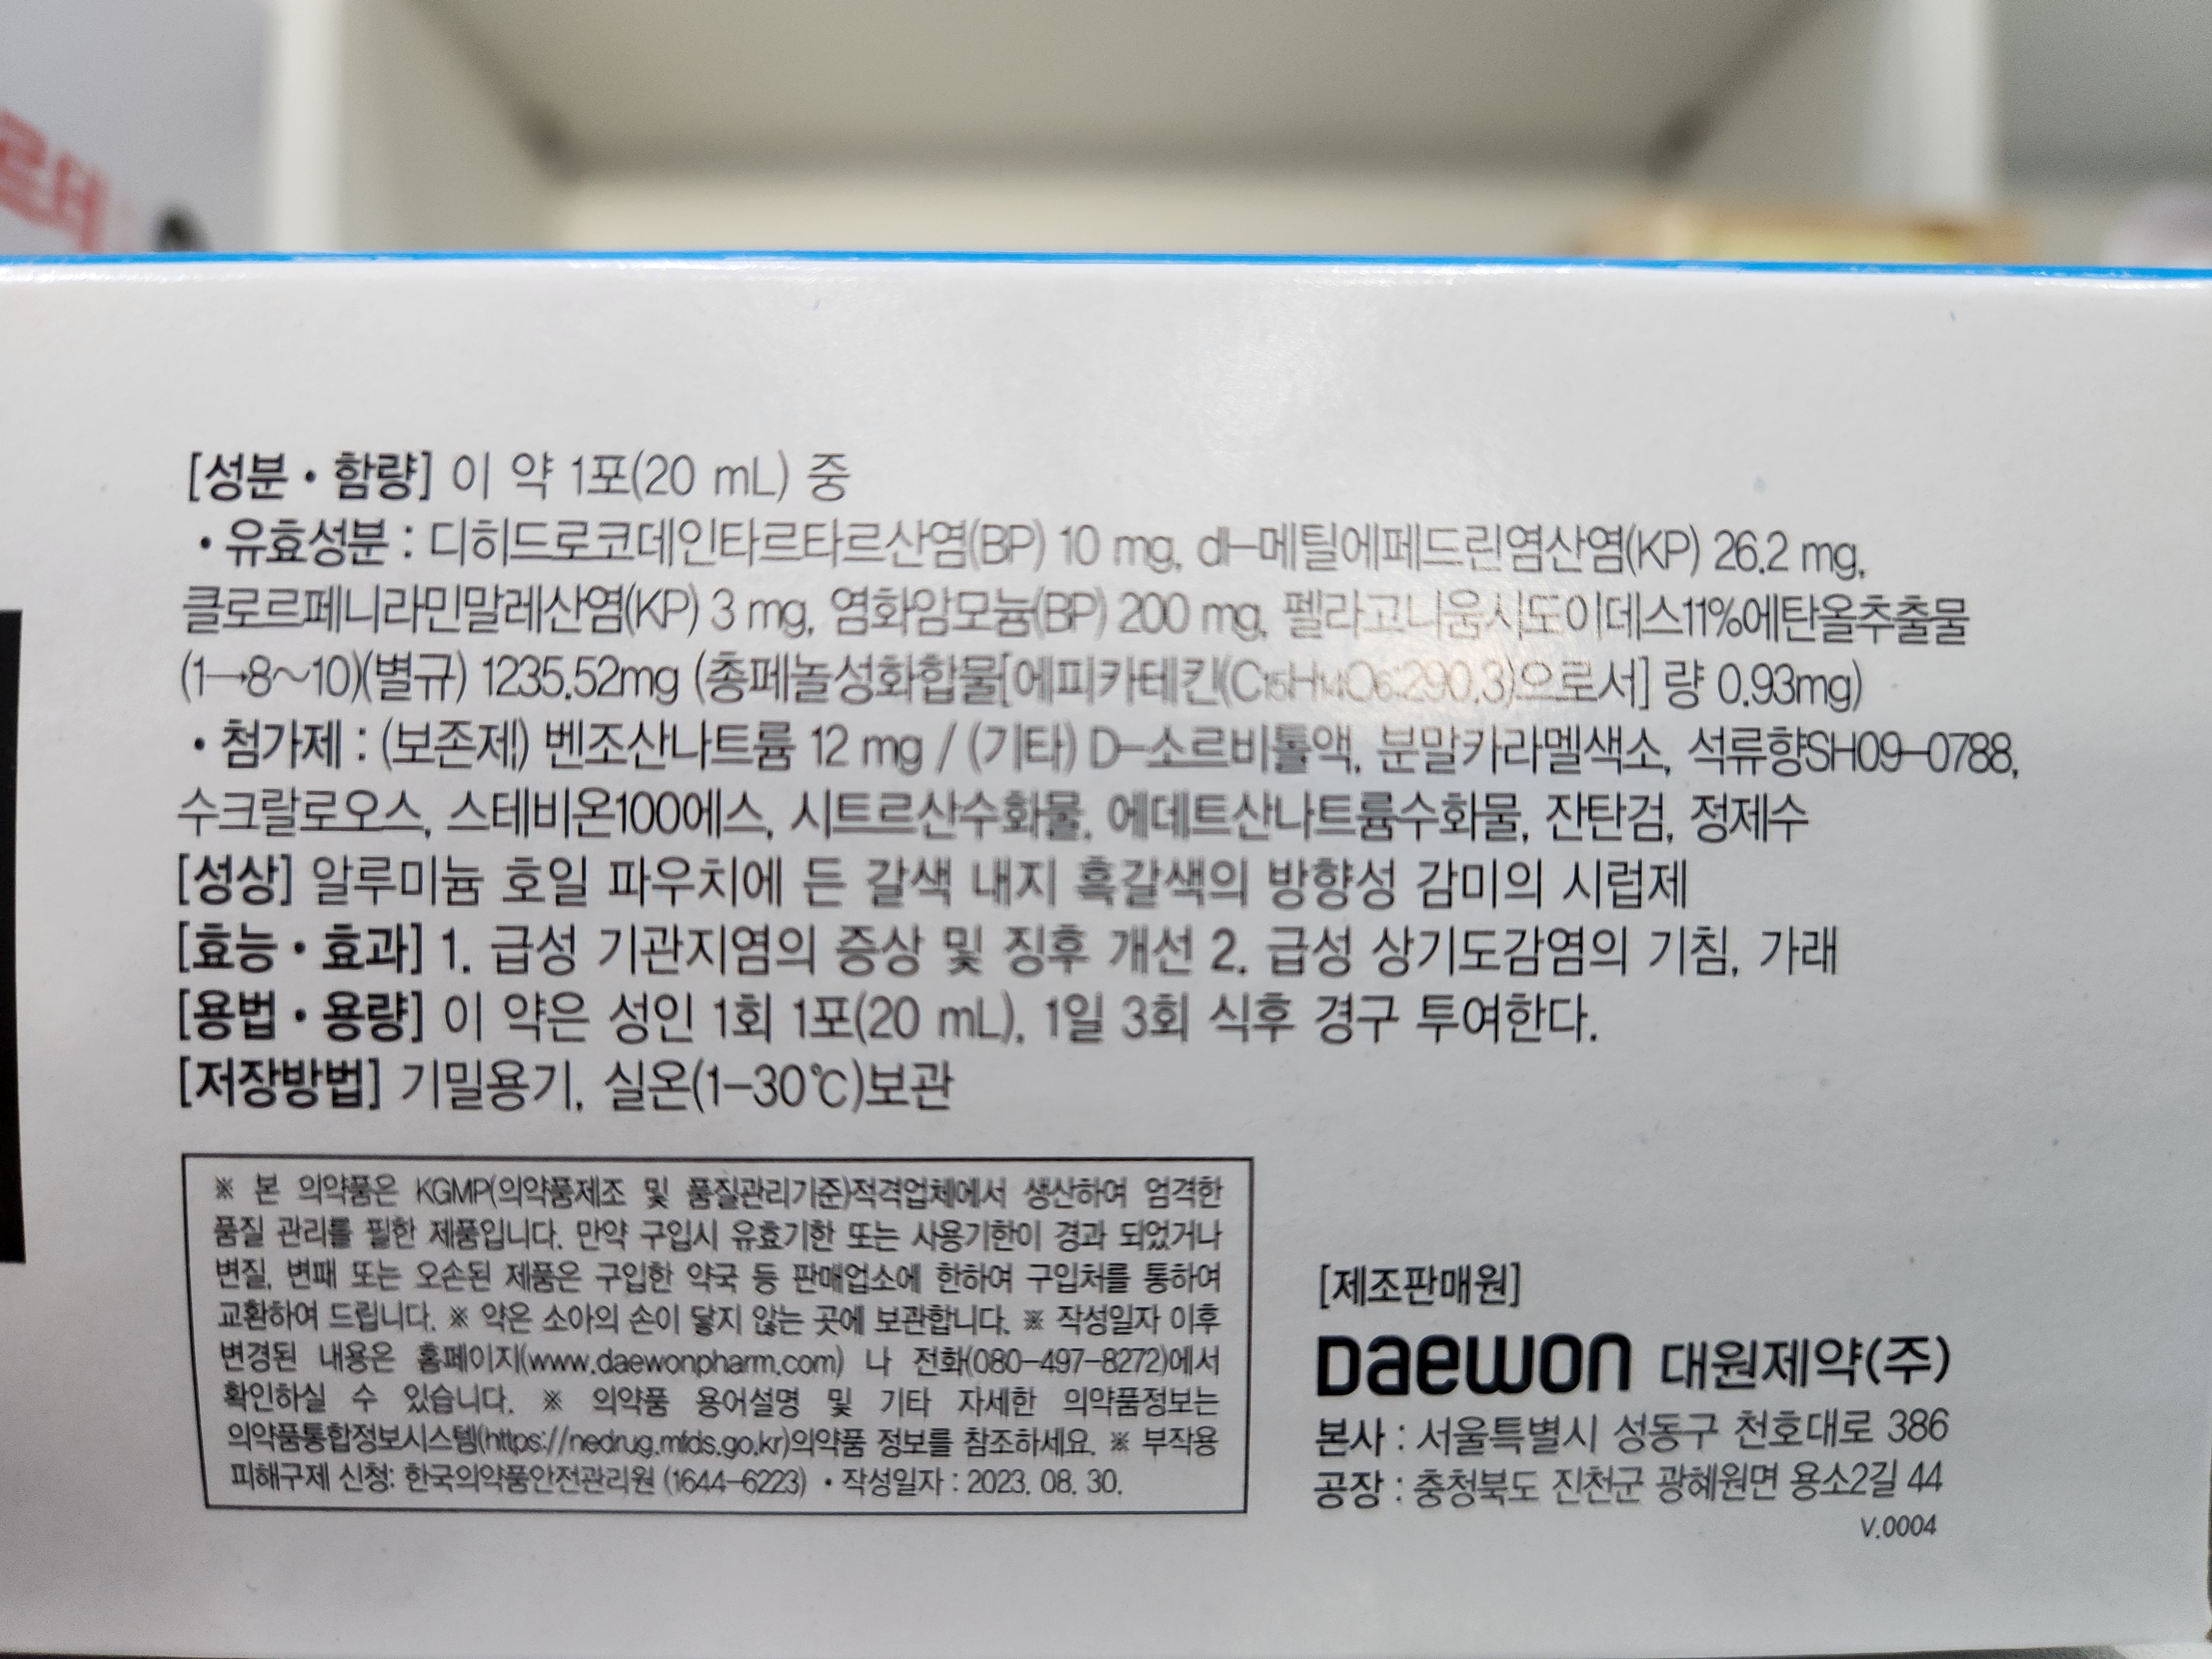 르테
[성분 • 함량] 이 약 1포(20 mL) 중
• 유효성분 : 디히드로코데인타르타르산염(BP) 10 mg, dl-메틸에페드린염산염(KP) 26.2 mg,
클로르페니라민말레산염(KP) 3 mg, 염화암모늄(BP) 200 mg, 펠라고니움시도이데스11%에탄올추출물
(1→8~10)(별규) 1235.52mg (총페놀성화합물[에피카테킨(C15H14O6:290.3)으로서] 량 0.93mg)
• 첨가제 : (보존제) 벤조산나트륨 12 mg / (기타) D-소르비톨액, 분말카라멜색소, 석류향SH09-0788,
수크랄로오스, 스테비온100에스, 시트르산수화물, 에데트산나트륨수화물, 잔탄검, 정제수
[성상] 알루미늄 호일 파우치에 든 갈색 내지 흑갈색의 방향성 감미의 시럽제
[효능 • 효과] 1. 급성 기관지염의 증상 및 징후 개선 2. 급성 상기도감염의 기침, 가래
[용법 • 용량] 이 약은 성인 1회 1포(20 mL), 1일 3회 식후 경구 투여한다.
[저장방법] 기밀용기, 실온(1-30℃)보관
※ 본 의약품은 KGMP(의약품제조 및 품질관리기준)적격업체에서 생산하여 엄격한
품질 관리를 필한 제품입니다. 만약 구입시 유효기한 또는 사용기한이 경과 되었거나
변질, 변패 또는 오손된 제품은 구입한 약국 등 판매업소에 한하여 구입처를 통하여
교환하여 드립니다. ※ 약은 소아의 손이 닿지 않는 곳에 보관합니다. ※ 작성일자 이후
변경된 내용은 홈페이지(www.daewonpharm.com) 나 전화(080-497-8272)에서
확인하실 수 있습니다. ※ 의약품 용어설명 및 기타 자세한 의약품정보는
의약품통합정보시스템(https://nedrug.mfds.go.kr)의약품 정보를 참조하세요. ※ 부작용
피해구제 신청: 한국의약품안전관리원 (1644-6223) • 작성일자 : 2023. 08. 30.
[제조판매원]
Daewon 대원제약(주)
본사 : 서울특별시 성동구 천호대로 386
공장 : 충청북도 진천군 광혜원면 용소2길 44
V.0004